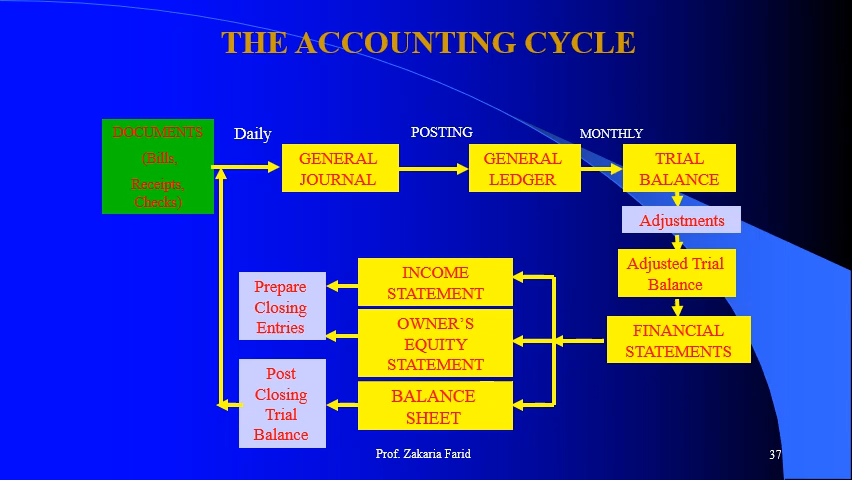 THE ACCOUNTING CYCLE
DOCUMENTS
(Bills,
Receipts,
Checks)
Daily
GENERAL
JOURNAL
POSTING
GENERAL
LEDGER
MONTHLY
TRIAL
BALANCE
Adjustments
Adjusted Trial
Balance
FINANCIAL
STATEMENTS
INCOME
STATEMENT
OWNER’S
EQUITY
STATEMENT
BALANCE
SHEET
Prepare
Closing
Entries
Post
Closing
Trial
Balance
Prof. Zakaria Farid
37